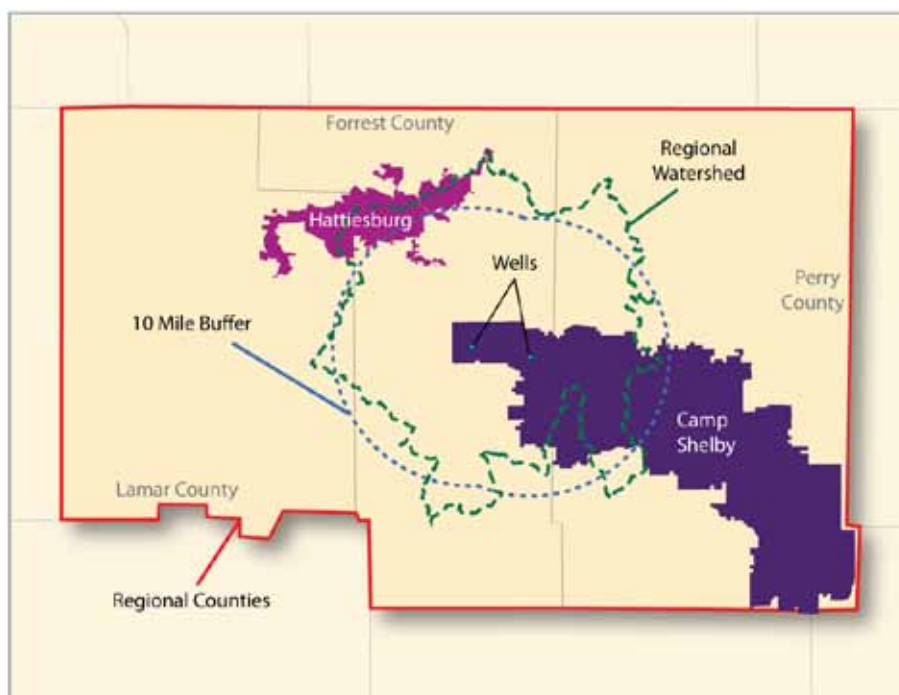 Forrest County
Regional
Watershed
Hattiesburg
Wells
Perry
County
10 Mile Buffer
Camp
Shelby
Lamar County
Regional Counties